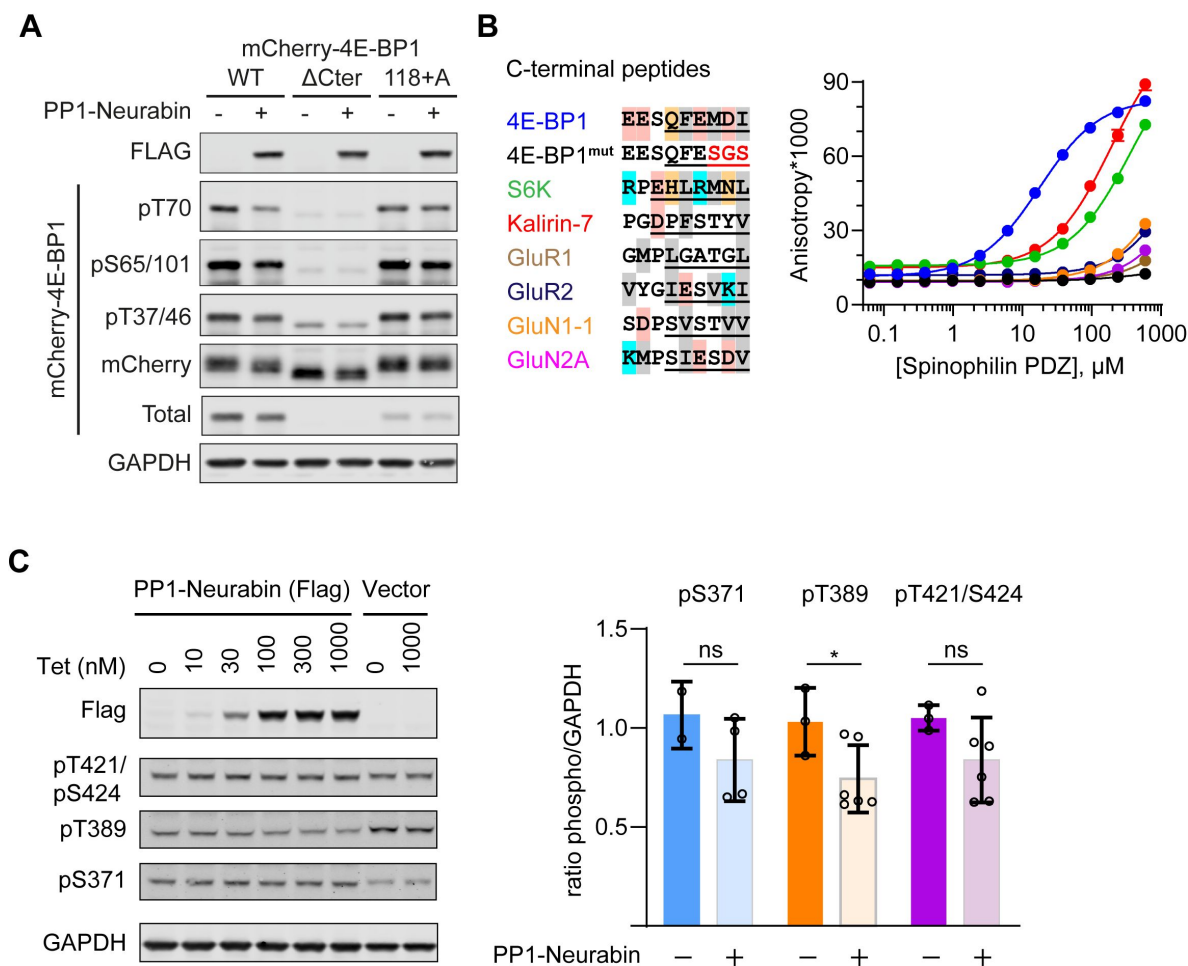 A
mCherry-4E-BP1
WT ΔCter 118+A
PP1-Neurabin - + - + - +
FLAG
pT70
pS65/101
pT37/46
mCherry
Total
GAPDH
mCherry-4E-BP1
B
C-terminal peptides
4E-BP1 EESQFEMDI
4E-BP1mut EESQFESGS
S6K RPEHLRMNL
Kalirin-7 PGDPFSTYV
GluR1 GMPLGATGL
GluR2 VYGIESVKI
GluN1-1 SDPSVSTVV
GluN2A KMPSIESDV
Anisotropy*1000
90
60
30
0
0.1 1 10 100 1000
[Spinophilin PDZ], µM
C
PP1-Neurabin (Flag) Vector
Tet (nM) 0 10 30 100 300 1000 0 1000
Flag
pT421/
pS424
pT389
pS371
GAPDH
pS371 pT389 pT421/S424
ratio phospho/GAPDH
1.5
1.0
0.5
ns * ns
PP1-Neurabin − + − + − +